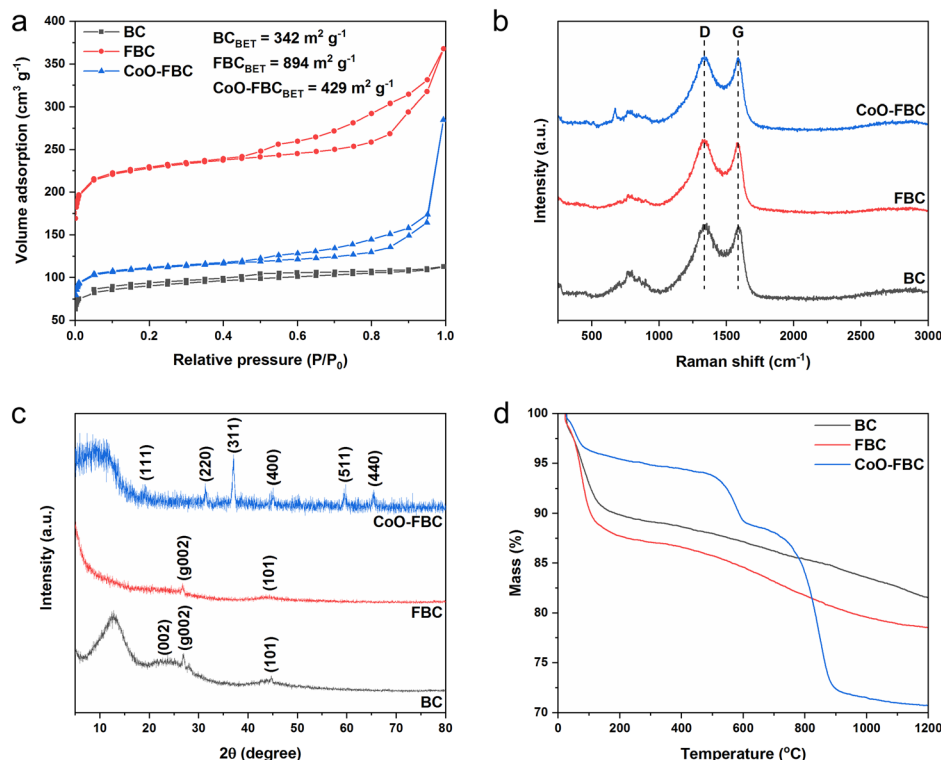 a
400
350
300
250
200
150
100
50
Volume adsorption (cm³ g⁻¹)
BC
FBC
CoO-FBC
BC_BET = 342 m² g⁻¹
FBC_BET = 894 m² g⁻¹
CoO-FBC_BET = 429 m² g⁻¹
0.0 0.2 0.4 0.6 0.8 1.0
Relative pressure (P/P₀)
b
Intensity (a.u.)
D G
CoO-FBC
FBC
BC
500 1000 1500 2000 2500 3000
Raman shift (cm⁻¹)
c
Intensity (a.u.)
(111) (220) (311) (400) (511) (440)
CoO-FBC
(g002) (101)
FBC
(002) (g002) (101)
BC
10 20 30 40 50 60 70 80
2θ (degree)
d
100
95
90
85
80
75
70
Mass (%)
BC
FBC
CoO-FBC
0 200 400 600 800 1000 1200
Temperature (°C)